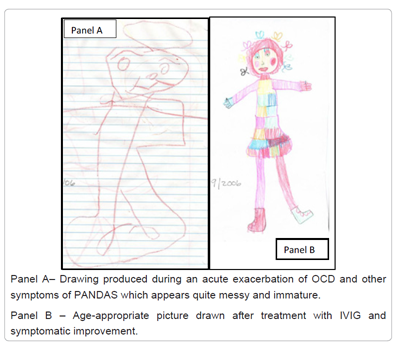 Panel A
06
9/2006
Panel B
Panel A– Drawing produced during an acute exacerbation of OCD and other
symptoms of PANDAS which appears quite messy and immature.
Panel B – Age-appropriate picture drawn after treatment with IVIG and
symptomatic improvement.